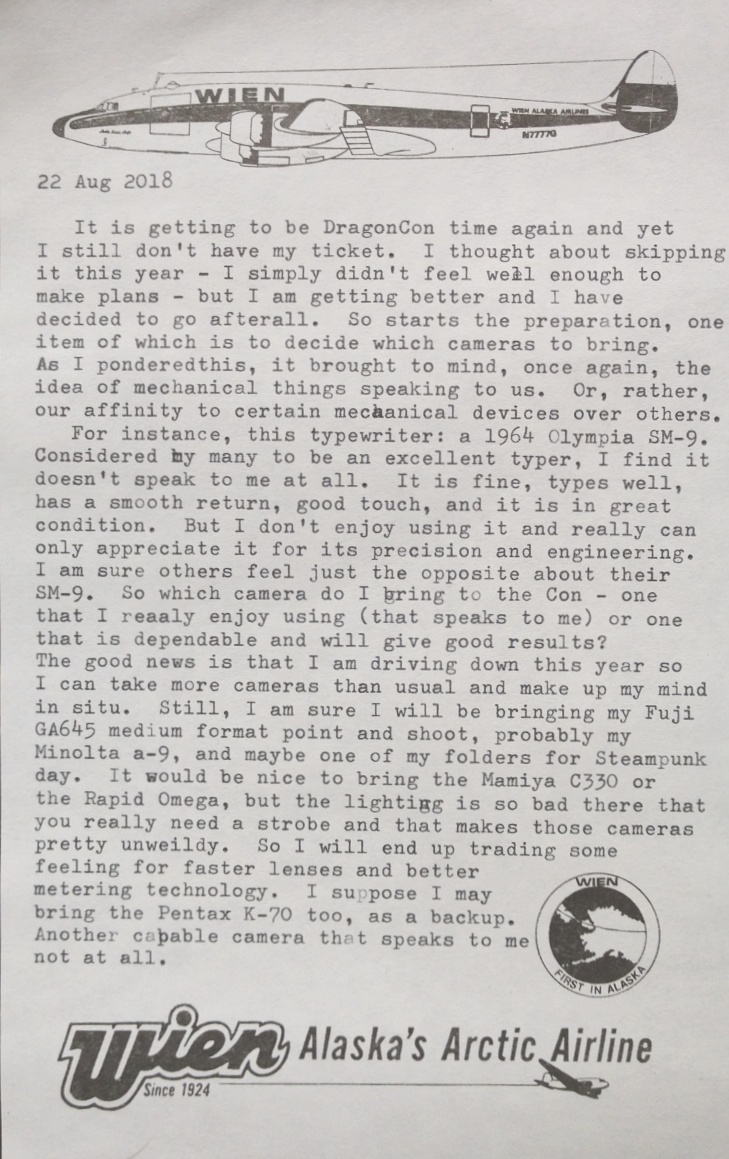 WIEN
WIEN ALASKA AIRLINES
N7777G
22 Aug 2018
It is getting to be DragonCon time again and yet
I still don't have my ticket. I thought about skipping
it this year - I simply didn't feel well enough to
make plans - but I am getting better and I have
decided to go afterall. So starts the preparation, one
item of which is to decide which cameras to bring.
As I ponderedthis, it brought to mind, once again, the
idea of mechanical things speaking to us. Or, rather,
our affinity to certain mechanical devices over others.
For instance, this typewriter: a 1964 Olympia SM-9.
Considered by many to be an excellent typer, I find it
doesn't speak to me at all. It is fine, types well,
has a smooth return, good touch, and it is in great
condition. But I don't enjoy using it and really can
only appreciate it for its precision and engineering.
I am sure others feel just the opposite about their
SM-9. So which camera do I bring to the Con - one
that I reaaly enjoy using (that speaks to me) or one
that is dependable and will give good results?
The good news is that I am driving down this year so
I can take more cameras than usual and make up my mind
in situ. Still, I am sure I will be bringing my Fuji
GA645 medium format point and shoot, probably my
Minolta a-9, and maybe one of my folders for Steampunk
day. It would be nice to bring the Mamiya C330 or
the Rapid Omega, but the lighting is so bad there that
you really need a strobe and that makes those cameras
pretty unweildy. So I will end up trading some
feeling for faster lenses and better
metering technology. I suppose I may
bring the Pentax K-70 too, as a backup.
Another capable camera that speaks to me
not at all.
WIEN
FIRST IN ALASKA
Wien Alaska's Arctic Airline
Since 1924